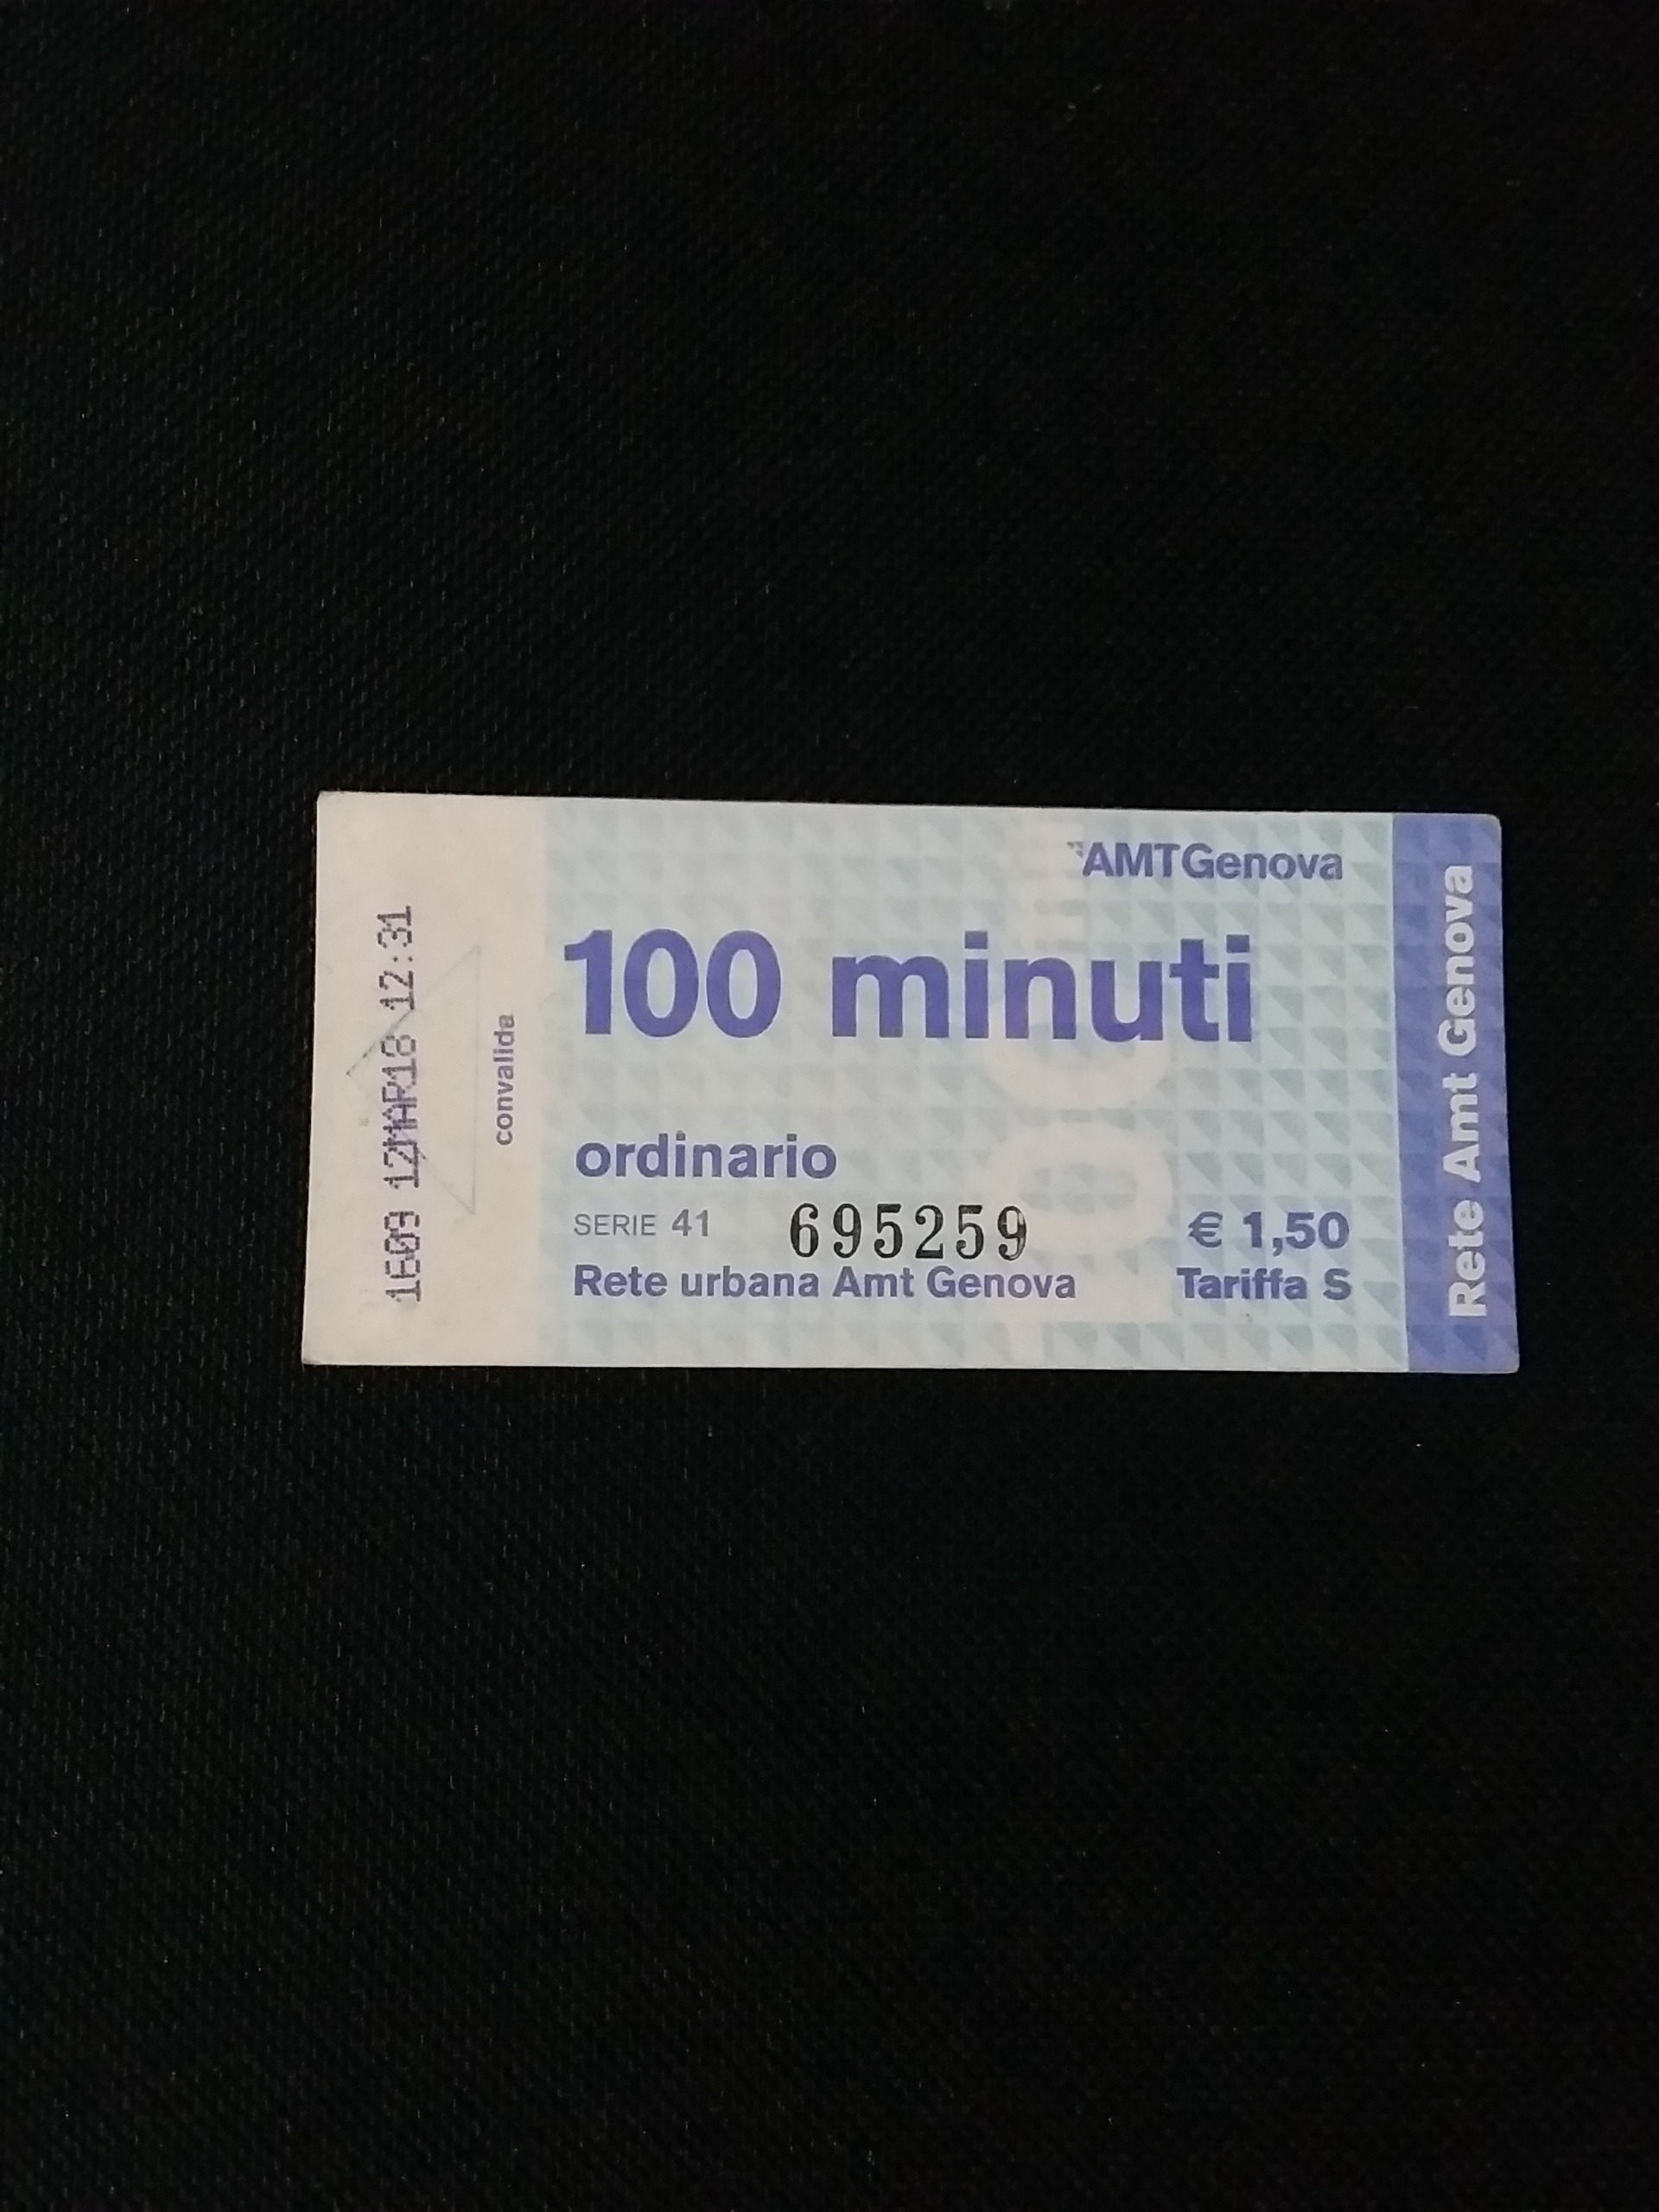 1609 12MAR18 12:31
convalida
AMTGenova
100 minuti
ordinario
SERIE 41 695259 € 1,50
Rete urbana Amt Genova Tariffa S
Rete Amt Genova